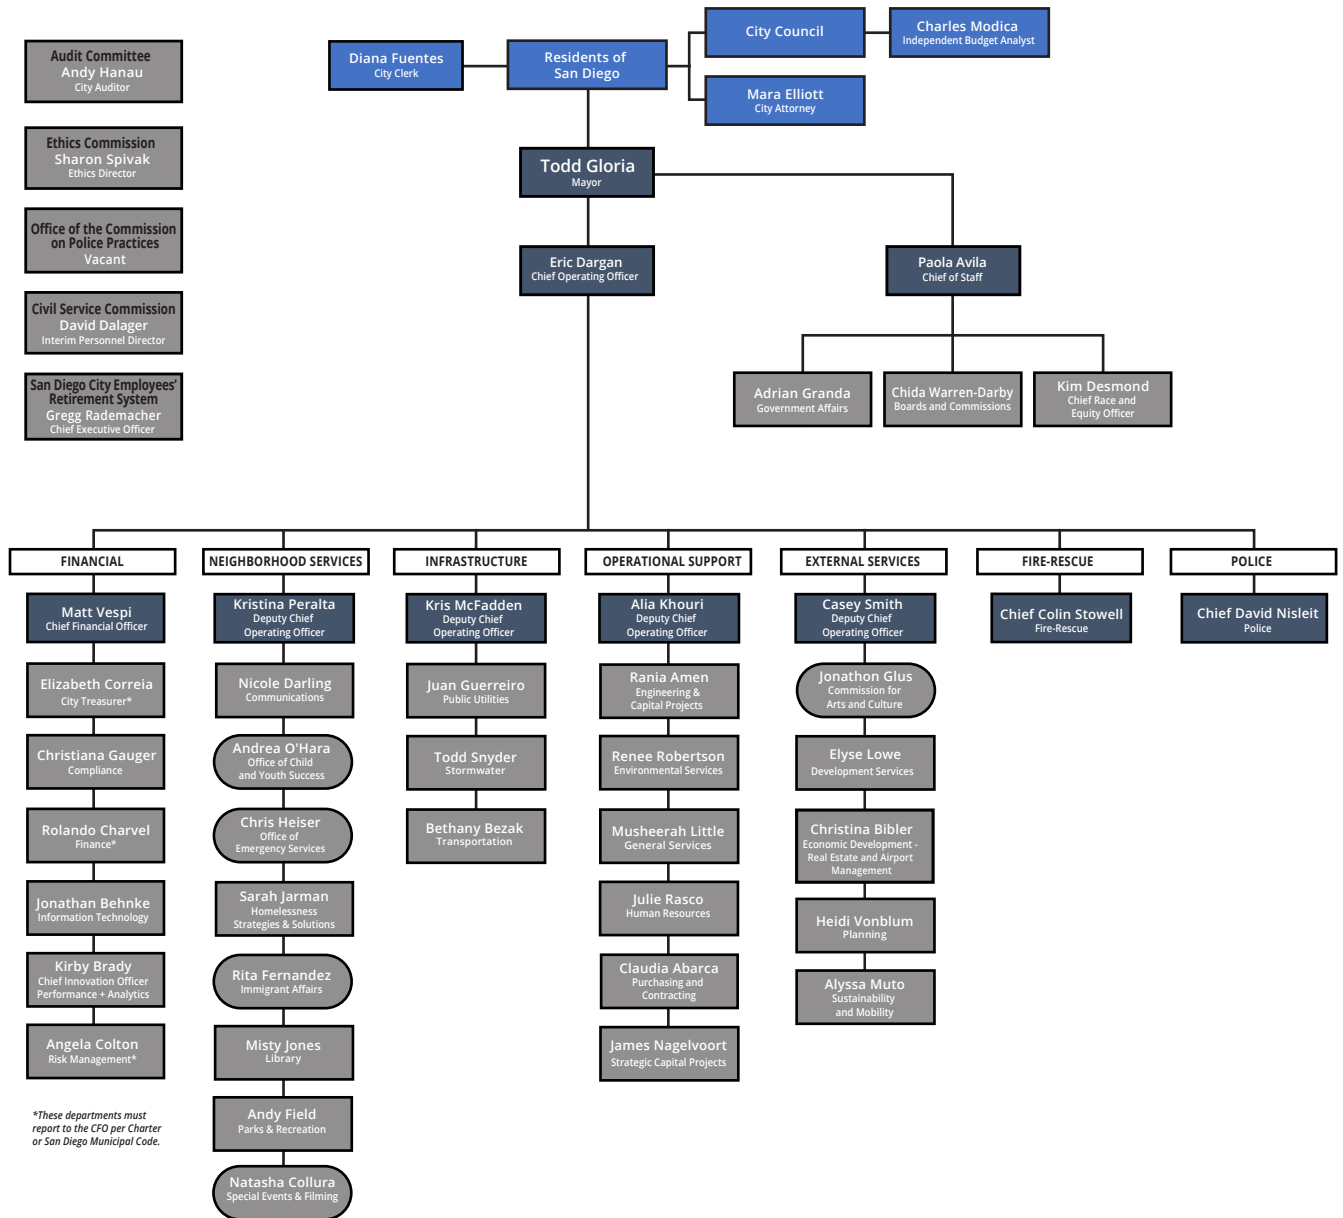 Audit Committee
Andy Hanau
City Auditor
Ethics Commission
Sharon Spivak
Ethics Director
Office of the Commission
on Police Practices
Vacant
Civil Service Commission
David Dalager
Interim Personnel Director
San Diego City Employees’
Retirement System
Gregg Rademacher
Chief Executive Officer
Diana Fuentes
City Clerk
Residents of
San Diego
City Council
Charles Modica
Independent Budget Analyst
Mara Elliott
City Attorney
Todd Gloria
Mayor
Eric Dargan
Chief Operating Officer
Paola Avila
Chief of Staff
Adrian Granda
Government Affairs
Chida Warren-Darby
Boards and Commissions
Kim Desmond
Chief Race and
Equity Officer
FINANCIAL
Matt Vespi
Chief Financial Officer
Elizabeth Correia
City Treasurer*
Christiana Gauger
Compliance
Rolando Charvel
Finance*
Jonathan Behnke
Information Technology
Kirby Brady
Chief Innovation Officer
Performance + Analytics
Angela Colton
Risk Management*
*These departments must
report to the CFO per Charter
or San Diego Municipal Code.
NEIGHBORHOOD SERVICES
Kristina Peralta
Deputy Chief
Operating Officer
Nicole Darling
Communications
Andrea O'Hara
Office of Child
and Youth Success
Chris Heiser
Office of
Emergency Services
Sarah Jarman
Homelessness
Strategies & Solutions
Rita Fernandez
Immigrant Affairs
Misty Jones
Library
Andy Field
Parks & Recreation
Natasha Collura
Special Events & Filming
INFRASTRUCTURE
Kris McFadden
Deputy Chief
Operating Officer
Juan Guerreiro
Public Utilities
Todd Snyder
Stormwater
Bethany Bezak
Transportation
OPERATIONAL SUPPORT
Alia Khouri
Deputy Chief
Operating Officer
Rania Amen
Engineering &
Capital Projects
Renee Robertson
Environmental Services
Musheerah Little
General Services
Julie Rasco
Human Resources
Claudia Abarca
Purchasing and
Contracting
James Nagelvoort
Strategic Capital Projects
EXTERNAL SERVICES
Casey Smith
Deputy Chief
Operating Officer
Jonathon Glus
Commission for
Arts and Culture
Elyse Lowe
Development Services
Christina Bibler
Economic Development -
Real Estate and Airport
Management
Heidi Vonblum
Planning
Alyssa Muto
Sustainability
and Mobility
FIRE-RESCUE
Chief Colin Stowell
Fire-Rescue
POLICE
Chief David Nisleit
Police